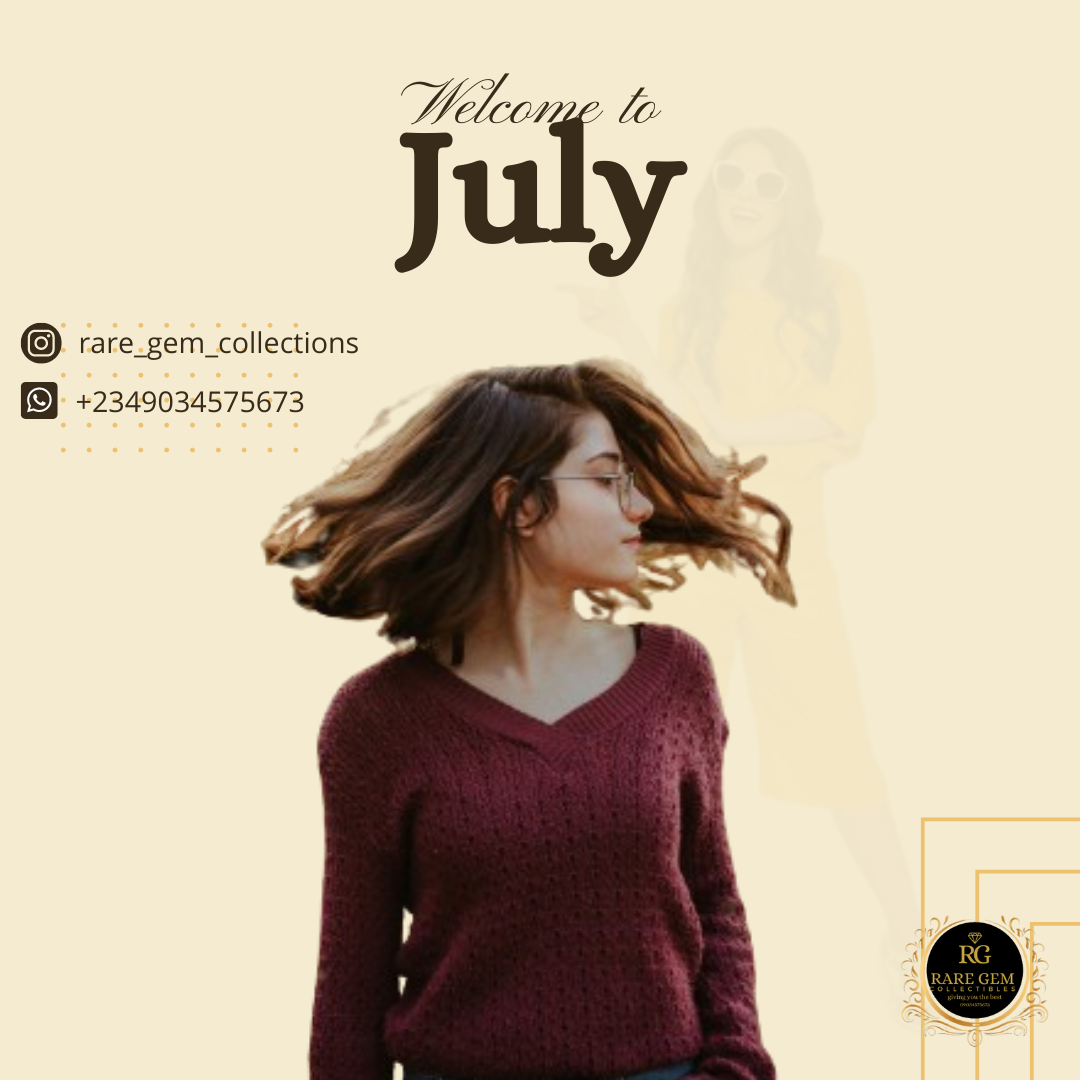 Welcome to
July
rare_gem_collections
+2349034575673
RG
RARE GEM
COLLECTIBLES
giving you the best